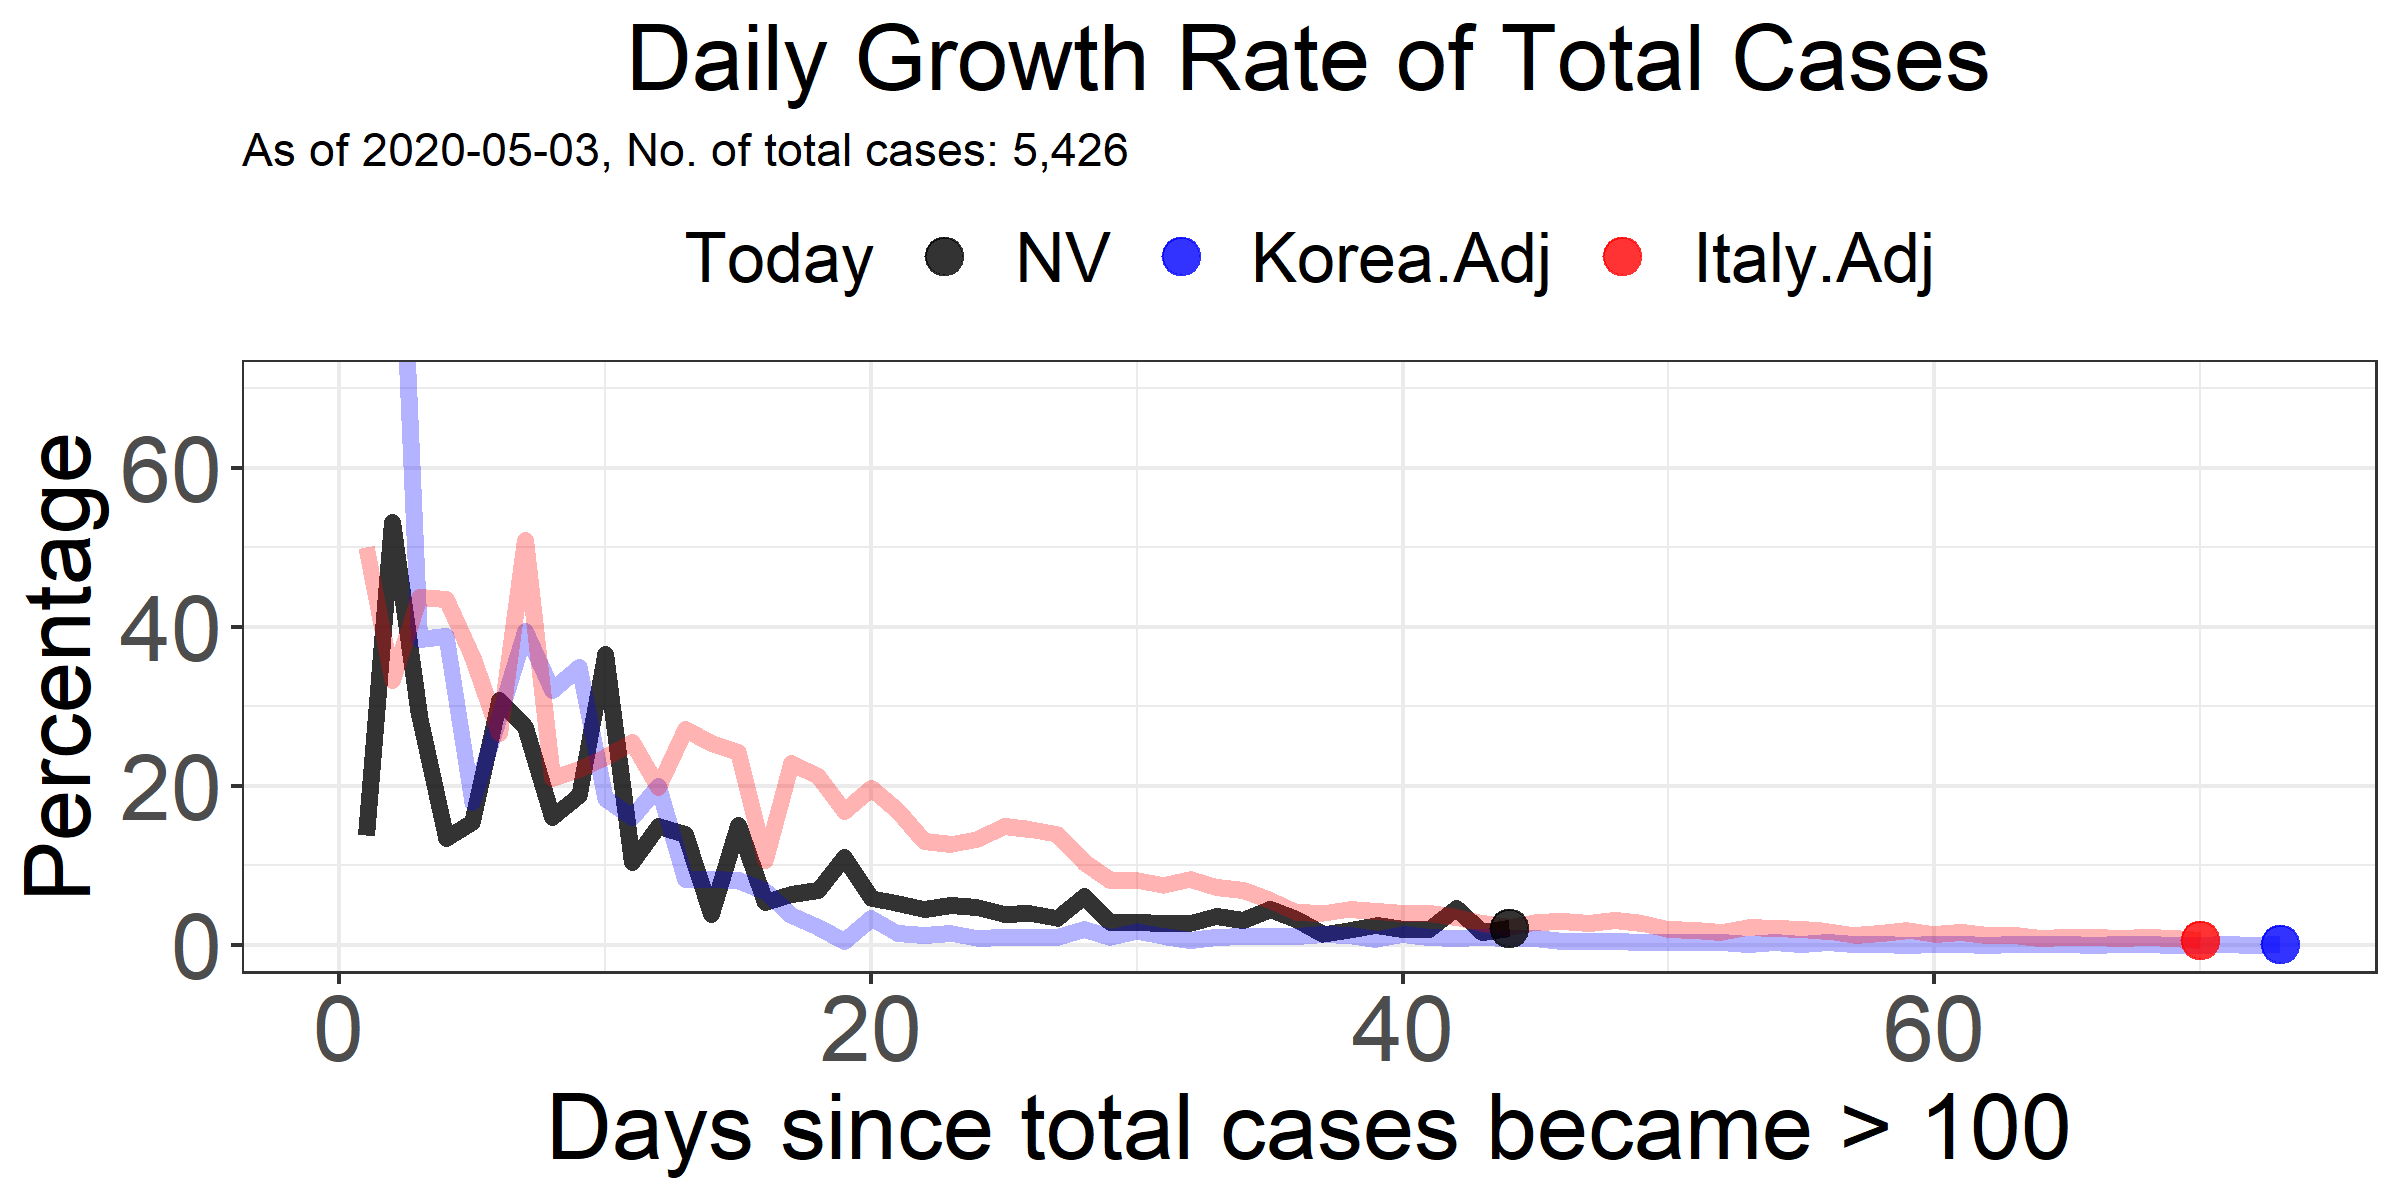 Daily Growth Rate of Total Cases
As of 2020-05-03, No. of total cases: 5,426
Today NV Korea.Adj Italy.Adj
Percentage
60
40
20
0
0 20 40 60
Days since total cases became > 100